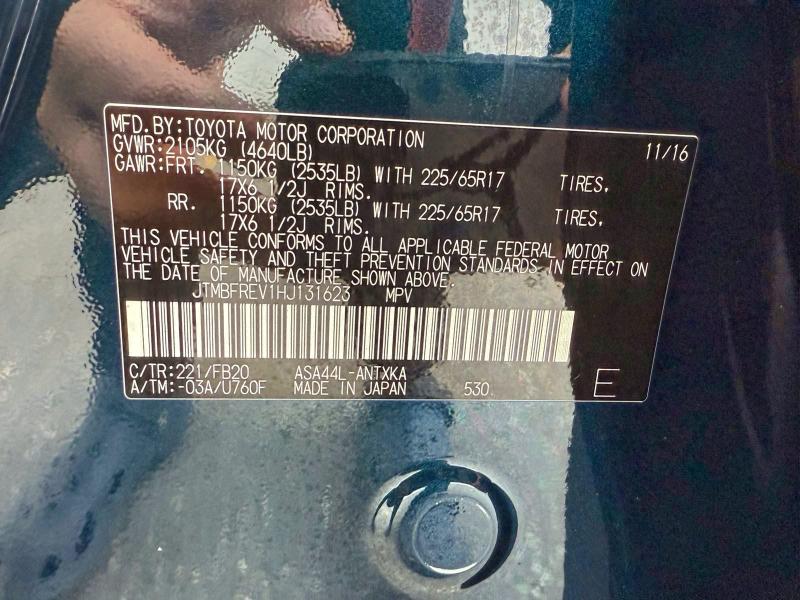 MFD.BY:TOYOTA MOTOR CORPORATION 11/16
GVWR:2105KG (4640LB)
GAWR:FRT. 1150KG (2535LB) WITH 225/65R17 TIRES,
17X6 1/2J RIMS.
RR. 1150KG (2535LB) WITH 225/65R17 TIRES,
17X6 1/2J RIMS.
THIS VEHICLE CONFORMS TO ALL APPLICABLE FEDERAL MOTOR
VEHICLE SAFETY AND THEFT PREVENTION STANDARDS IN EFFECT ON
THE DATE OF MANUFACTURE SHOWN ABOVE.
JTMBFREV1HJ131623 MPV
C/TR:221/FB20 ASA44L-ANTXKA
A/TM:-03A/U760F MADE IN JAPAN 530 E